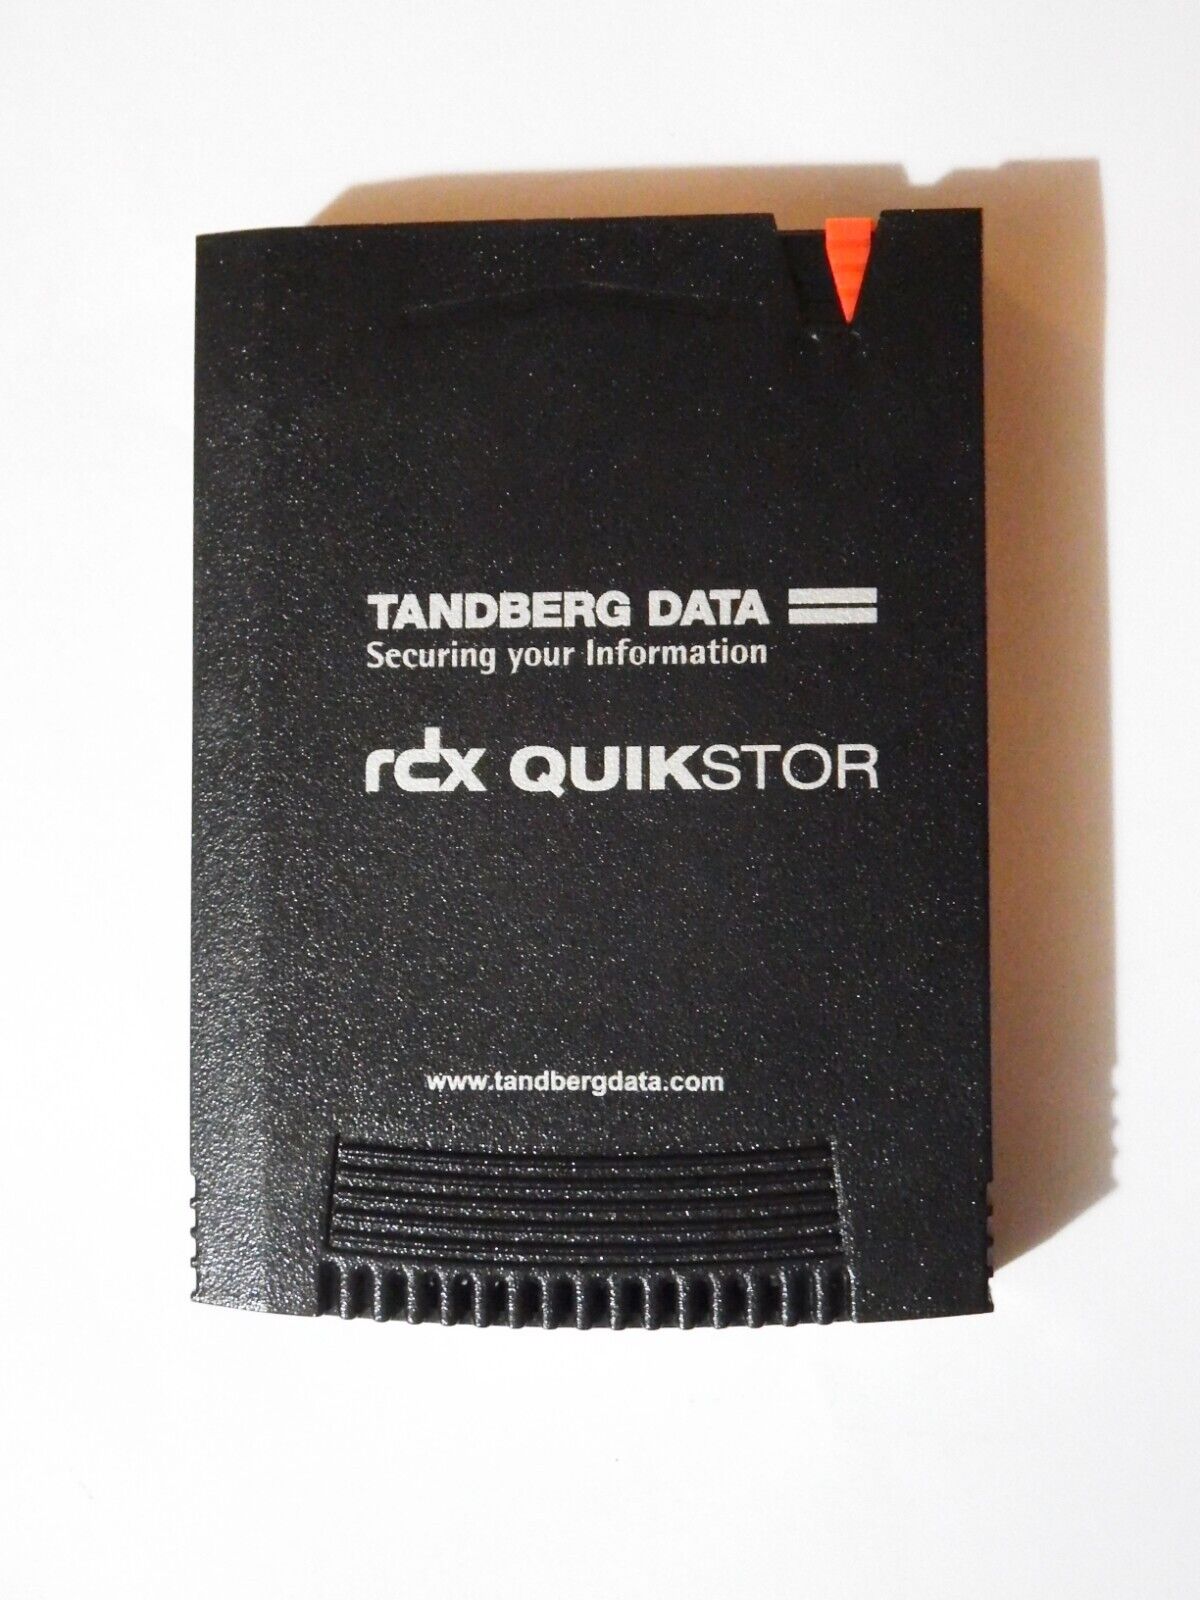 TANDBERG DATA
Securing your Information
rdx QUIKSTOR
www.tandbergdata.com